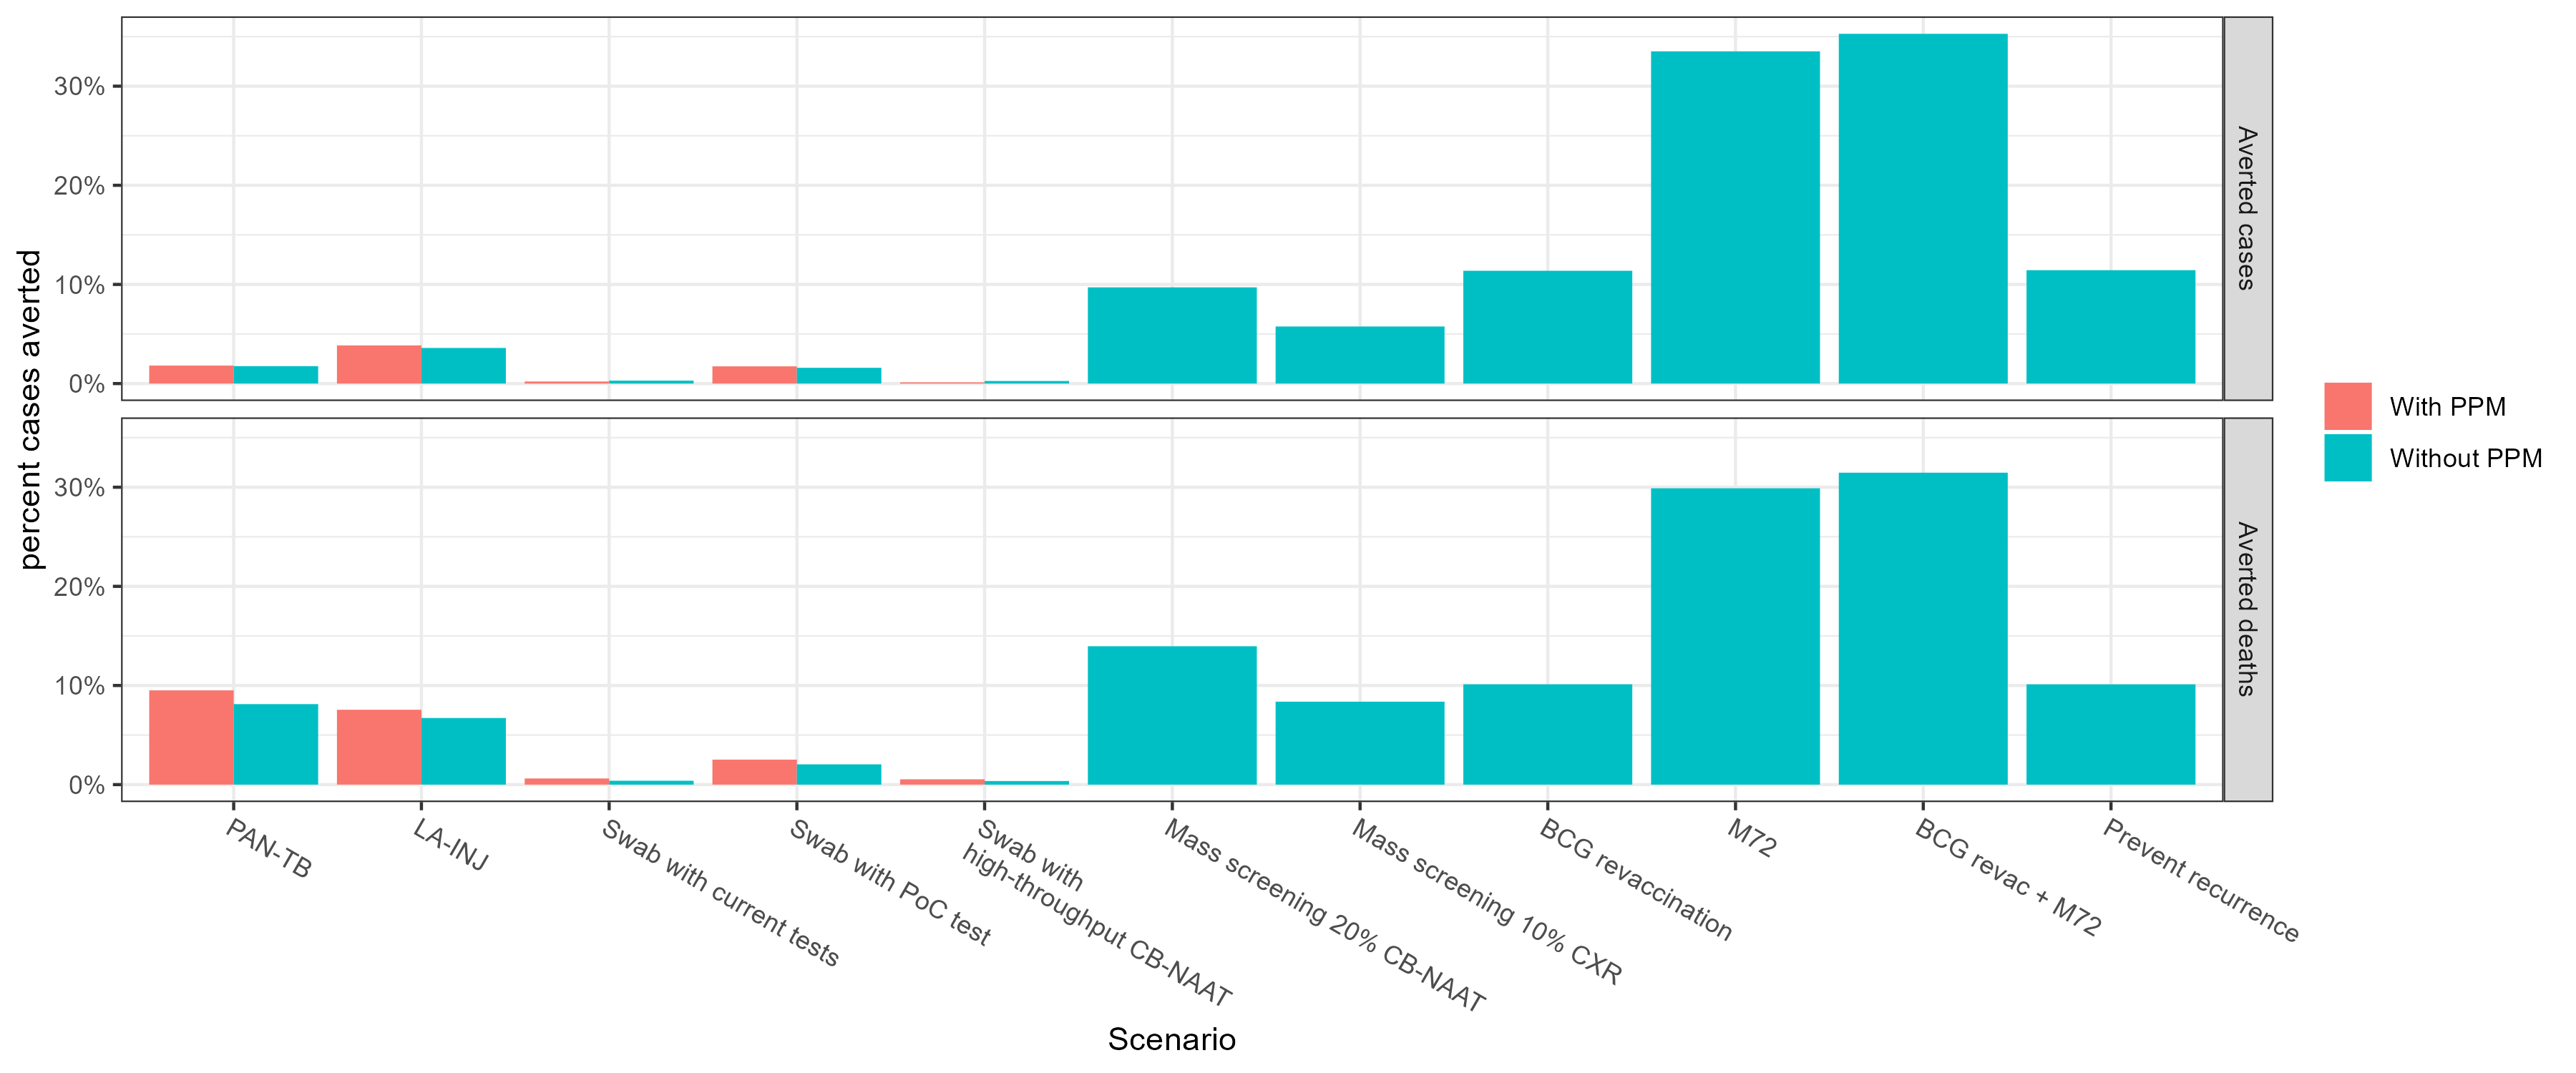 percent cases averted
30%
20%
10%
0%
Averted cases
30%
20%
10%
0%
Averted deaths
PAN-TB
LA-INJ
Swab with current tests
Swab with PoC test
Swab with
high-throughput CB-NAAT
Mass screening 20% CB-NAAT
Mass screening 10% CXR
BCG revaccination
M72
BCG revac + M72
Prevent recurrence
Scenario
With PPM
Without PPM